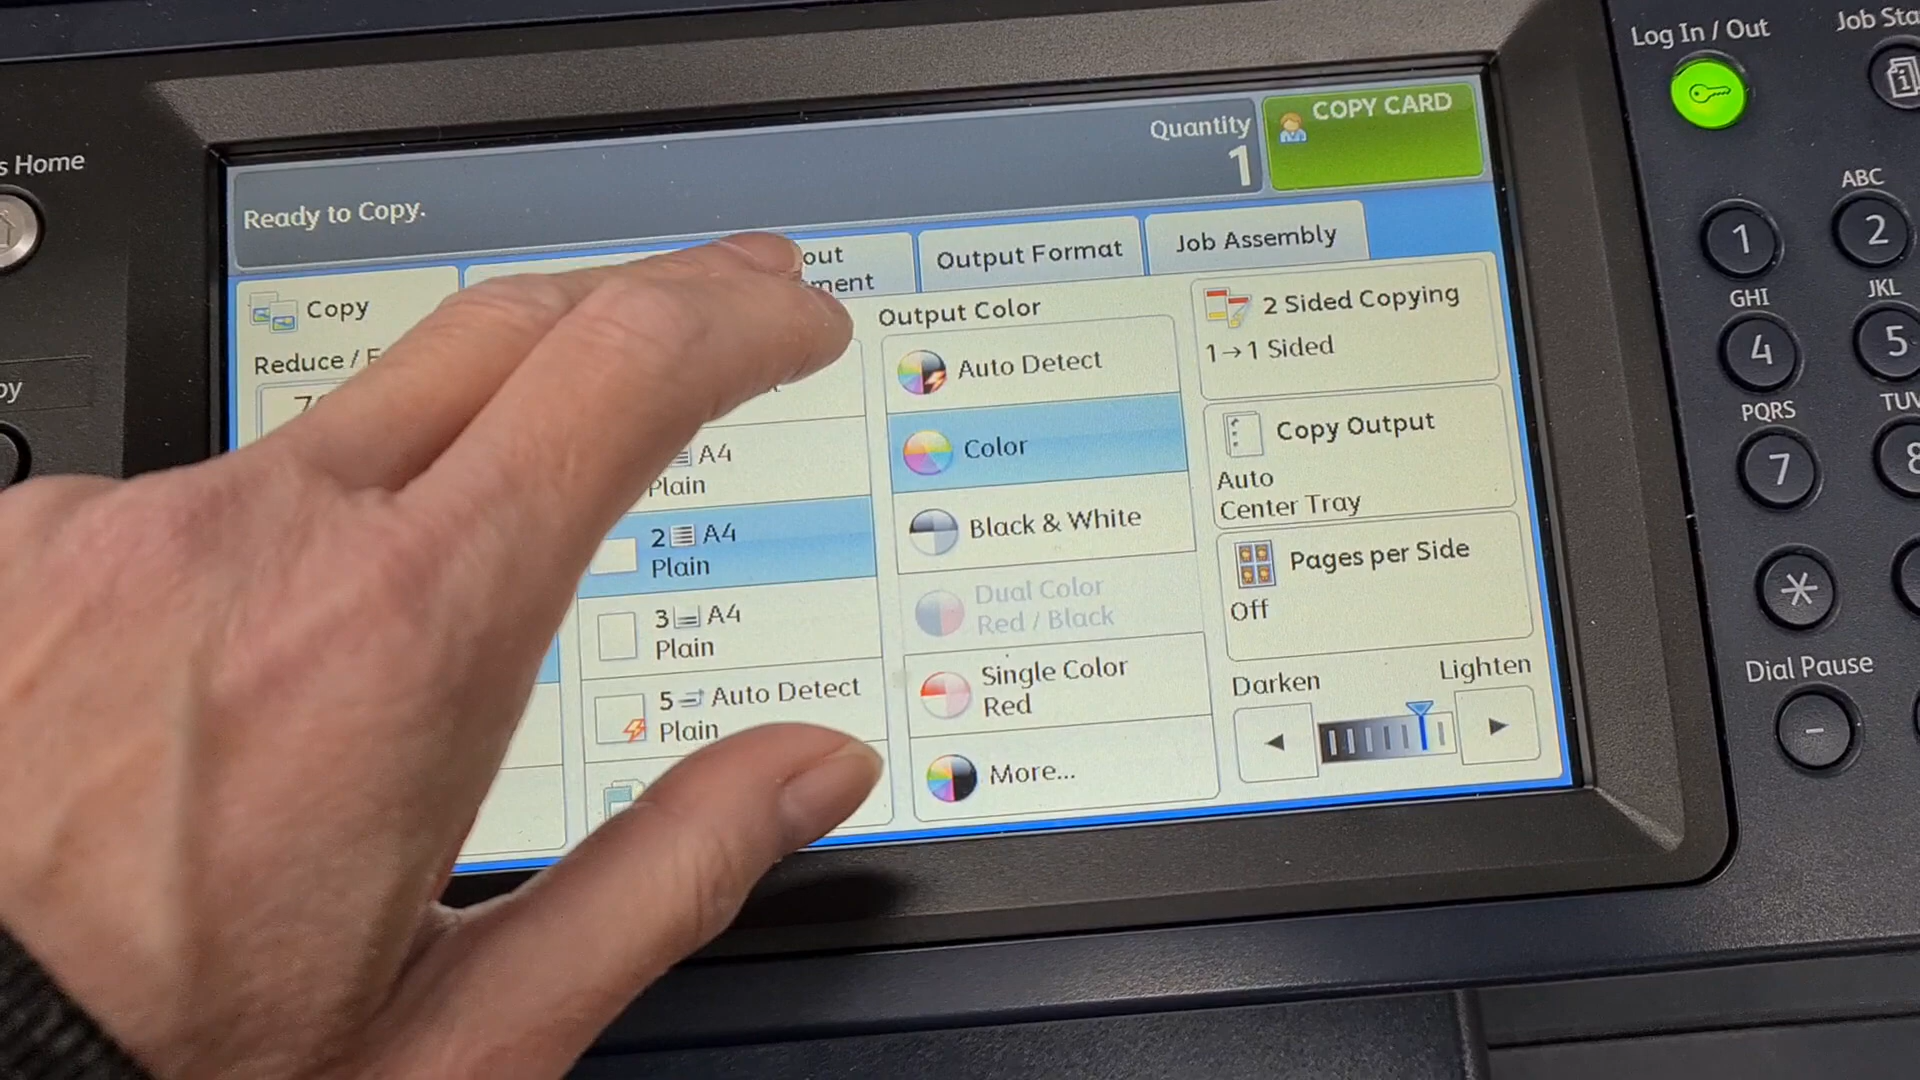 Log In / Out
Job Sta
s Home
COPY CARD
Quantity
1
Ready to Copy.
out
ment
Output Format
Job Assembly
Copy
Reduce /
Output Color
Auto Detect
Color
Black & White
Dual Color
Red / Black
Single Color
Red
More...
A4
Plain
2 A4
Plain
3 A4
Plain
5 Auto Detect
Plain
2 Sided Copying
1→1 Sided
Copy Output
Auto
Center Tray
Pages per Side
Off
Darken
Lighten
py
1
ABC
2
GHI
4
JKL
5
PQRS
7
TUV
8
*
Dial Pause
-